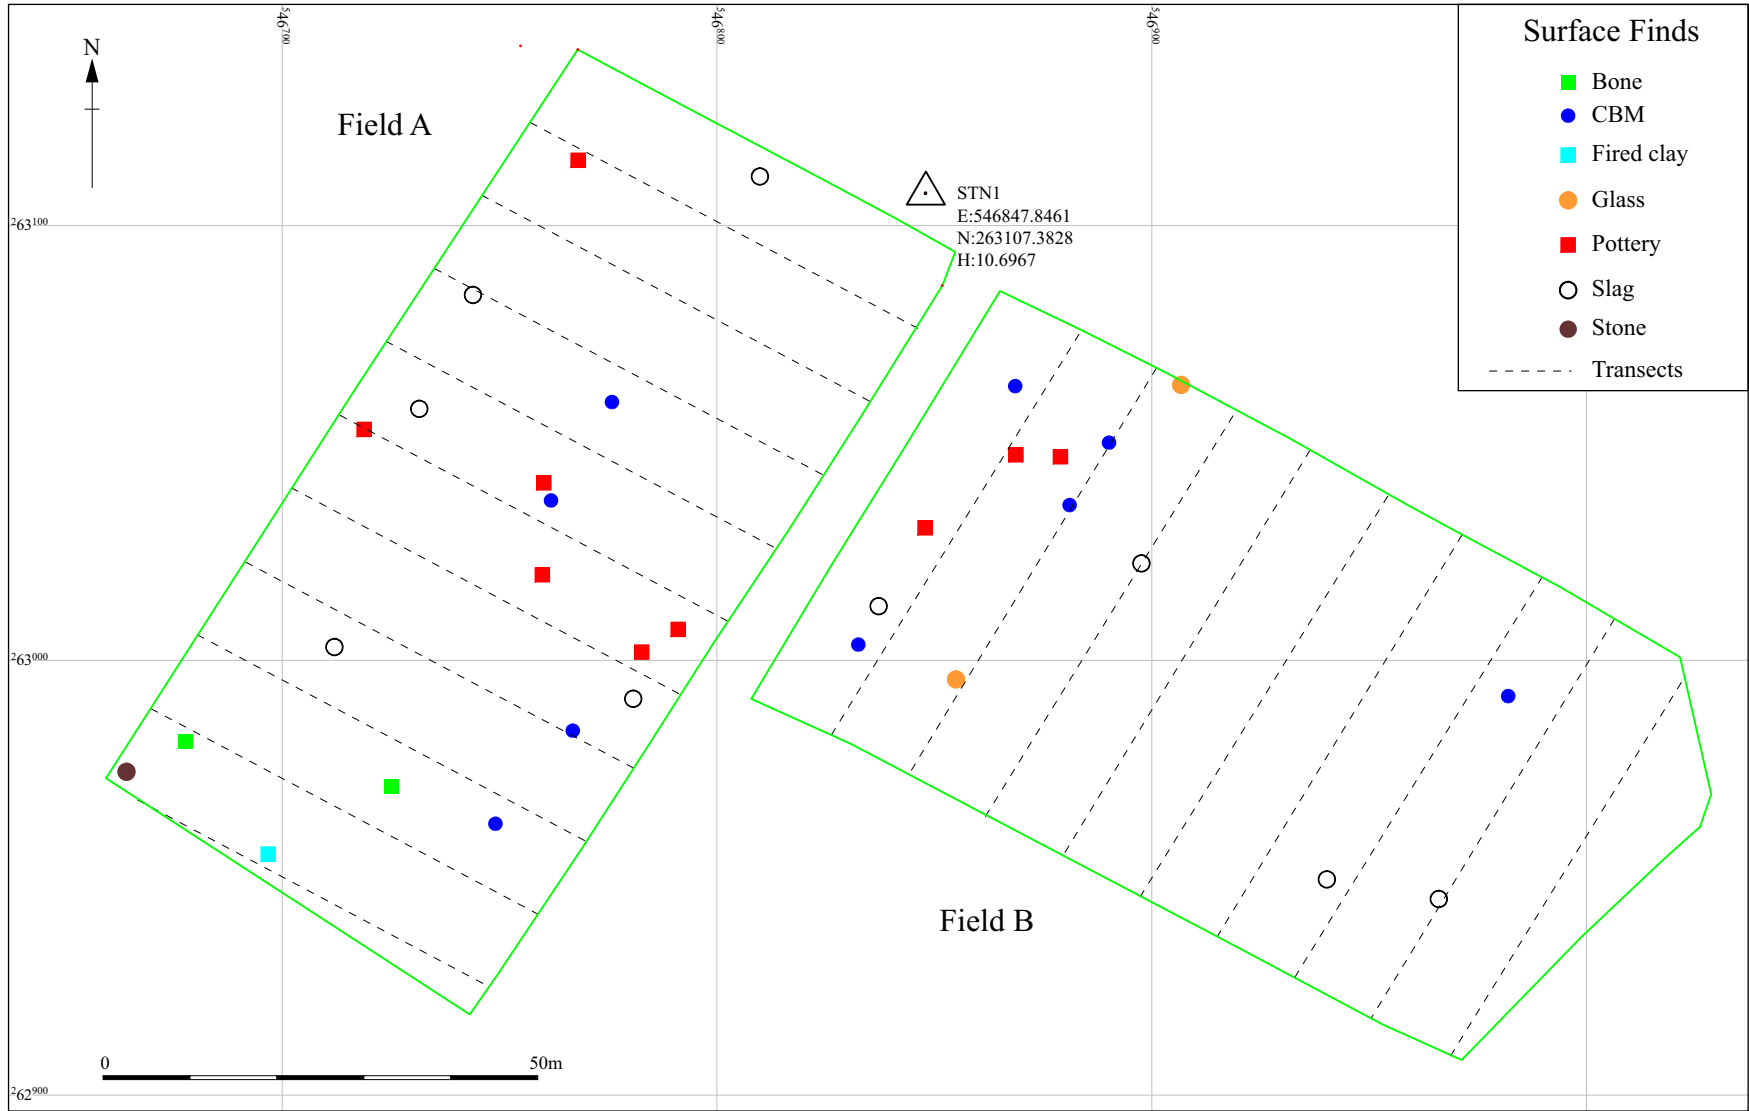 546700
546800
546900
Surface Finds
N
Bone
CBM
Field A
Fired clay
STN1
E:546847.8461
N:263107.3828
H:10.6967
Glass
263100
Pottery
Slag
Stone
Transects
263000
Field B
0 50m
262900